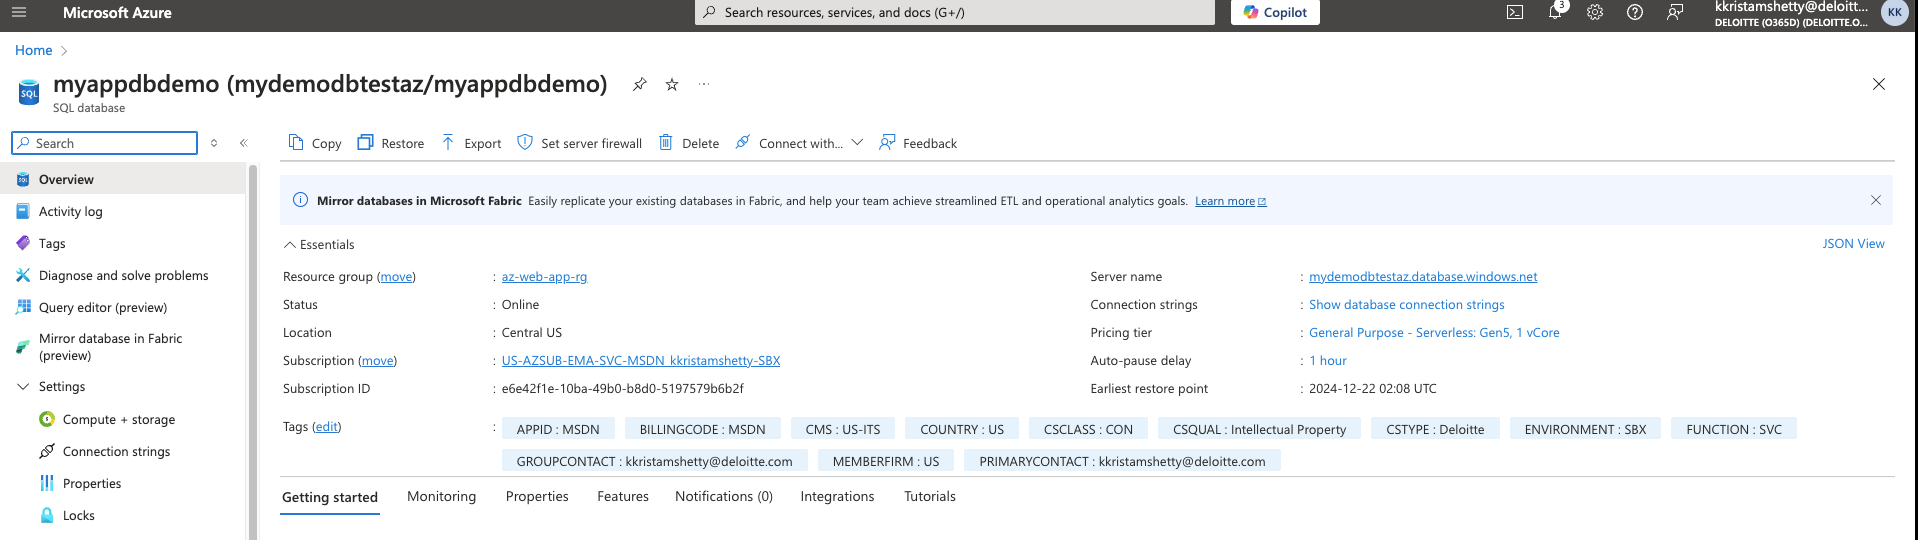 Microsoft Azure
Search resources, services, and docs (G+/)
Copilot
3
kkristamshetty@deloitt...
DELOITTE (O365D) (DELOITTE.O...
KK
Home
myappdbdemo (mydemodbtestaz/myappdbdemo)
SQL
SQL database
Search
Copy
Restore
Export
Set server firewall
Delete
Connect with...
Feedback
Overview
Activity log
Tags
Diagnose and solve problems
Query editor (preview)
Mirror database in Fabric
(preview)
Settings
Compute + storage
Connection strings
Properties
Locks
Mirror databases in Microsoft Fabric Easily replicate your existing databases in Fabric, and help your team achieve streamlined ETL and operational analytics goals. Learn more
Essentials
JSON View
Resource group (move) : az-web-app-rg
Status : Online
Location : Central US
Subscription (move) : US-AZSUB-EMA-SVC-MSDN_kkristamshetty-SBX
Subscription ID : e6e42f1e-10ba-49b0-b8d0-5197579b6b2f
Server name : mydemodbtestaz.database.windows.net
Connection strings : Show database connection strings
Pricing tier : General Purpose - Serverless: Gen5, 1 vCore
Auto-pause delay : 1 hour
Earliest restore point : 2024-12-22 02:08 UTC
Tags (edit) : APPID : MSDN BILLINGCODE : MSDN CMS : US-ITS COUNTRY : US CSCLASS : CON CSQUAL : Intellectual Property CSTYPE : Deloitte ENVIRONMENT : SBX FUNCTION : SVC
GROUPCONTACT : kkristamshetty@deloitte.com MEMBERFIRM : US PRIMARYCONTACT : kkristamshetty@deloitte.com
Getting started Monitoring Properties Features Notifications (0) Integrations Tutorials